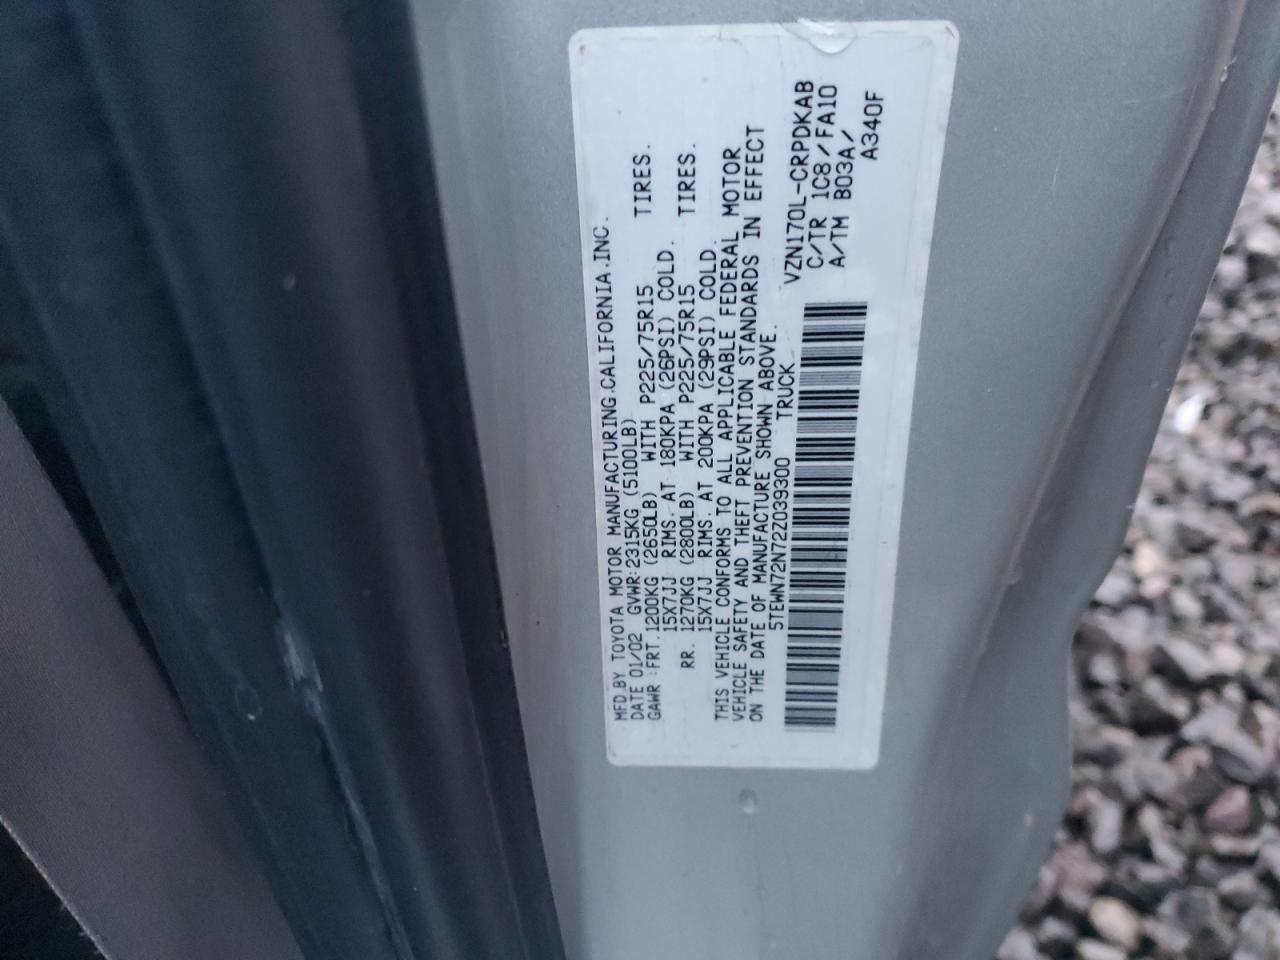 MFD.BY TOYOTA MOTOR MANUFACTURING.CALIFORNIA.INC.
DATE 01/02 GVWR:2315KG (5100LB)
GAWR :FRT.1200KG (2650LB) WITH P225/75R15 TIRES.
15X7JJ RIMS.AT 180KPA (26PSI) COLD.
RR. 1270KG (2800LB) WITH P225/75R15 TIRES.
15X7JJ RIMS.AT 200KPA (29PSI) COLD.
THIS VEHICLE CONFORMS TO ALL APPLICABLE FEDERAL MOTOR
VEHICLE SAFETY AND THEFT PREVENTION STANDARDS IN EFFECT
ON THE DATE OF MANUFACTURE SHOWN ABOVE.
5TEWN72N72Z039300 TRUCK
VZN170L-CRPDKAB
C/TR 1C8/FA10
A/TM B03A/
A340F